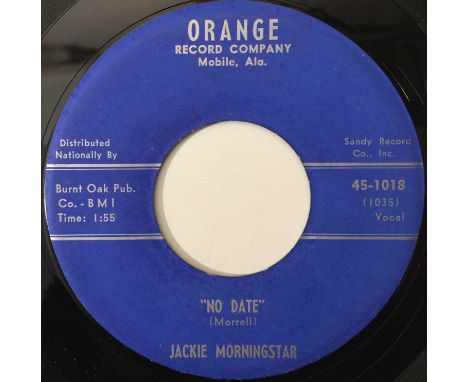 ORANGE
RECORD COMPANY
Mobile, Ala.
Distributed
Nationally By
Sandy Record
Co., Inc.
Burnt Oak Pub.
Co. - B M I
Time: 1:55
45-1018
(1035)
Vocal
"NO DATE"
(Morrell)
JACKIE MORNINGSTAR